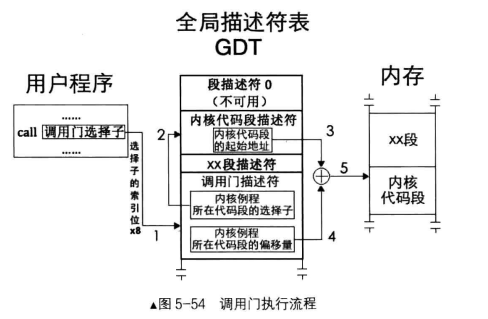 全局描述符表
GDT
用户程序
内存
……
call 调用门选择子
……
选择子的索引位x8
1
2
段描述符 0
（不可用）
内核代码段描述符
内核代码段
的起始地址
XX段描述符
调用门描述符
内核例程
所在代码段的选择子
内核例程
所在代码段的偏移量
3
4
5
xx段
内核
代码段
▲图 5-54 调用门执行流程